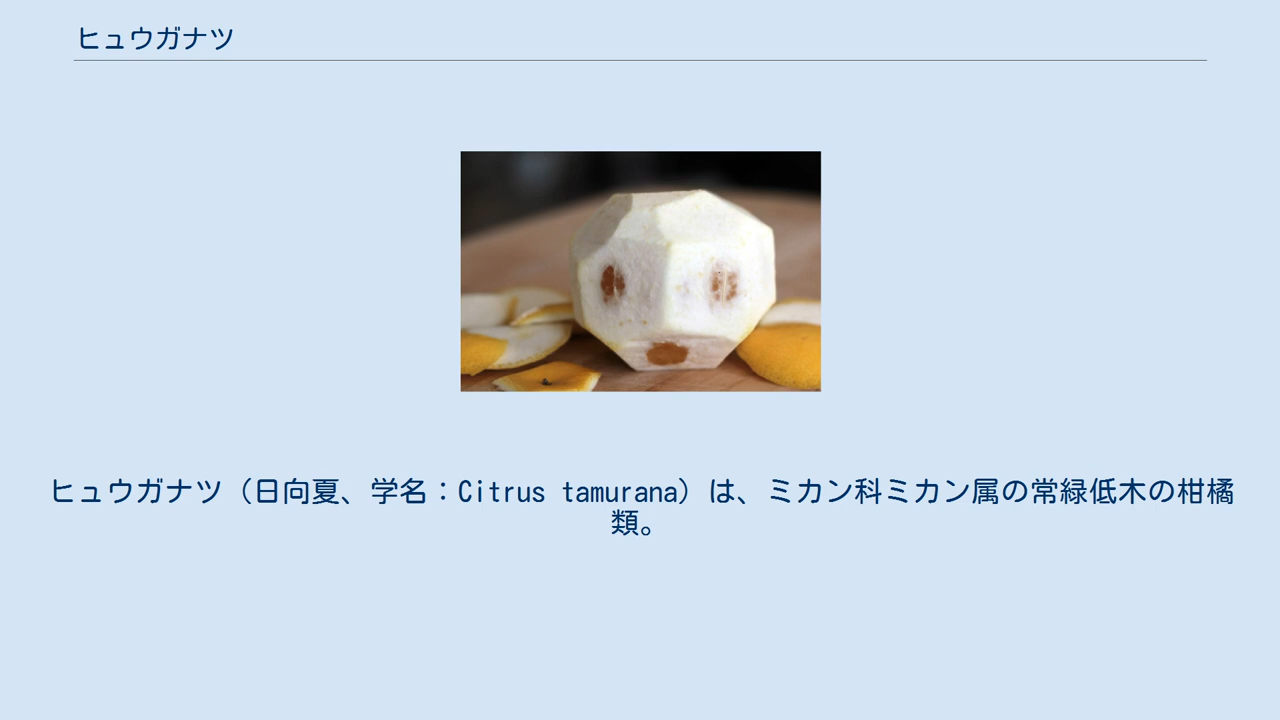 ヒュウガナツ
ヒュウガナツ（日向夏、学名：Citrus tamurana）は、ミカン科ミカン属の常緑低木の柑橘
類。